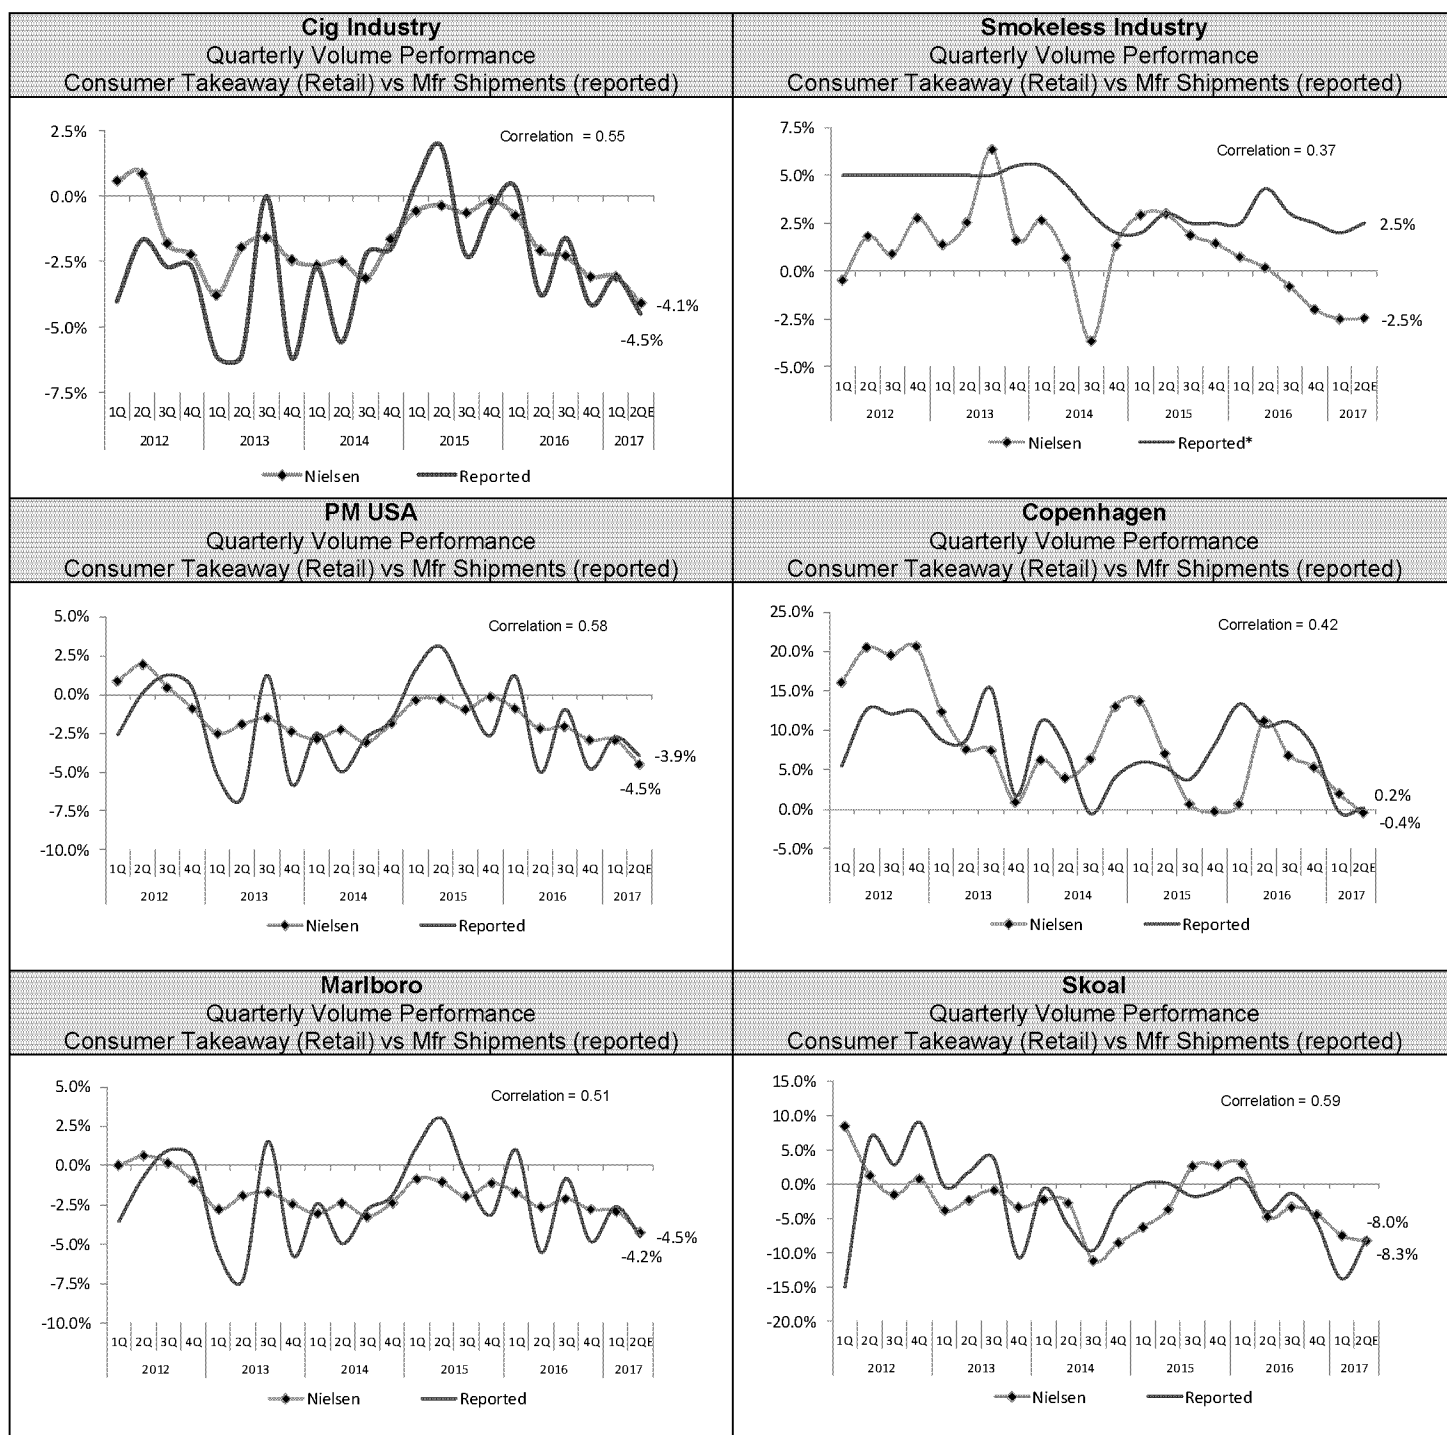 Cig Industry
Quarterly Volume Performance
Consumer Takeaway (Retail) vs Mfr Shipments (reported)
2.5%
Correlation = 0.55
0.0%
-2.5%
-4.1%
-5.0%
-4.5%
-7.5%
1Q 2Q 3Q 4Q 1Q 2Q 3Q 4Q 1Q 2Q 3Q 4Q 1Q 2Q 3Q 4Q 1Q 2Q 3Q 4Q 1Q 2QE
2012 2013 2014 2015 2016 2017
Nielsen Reported
Smokeless Industry
Quarterly Volume Performance
Consumer Takeaway (Retail) vs Mfr Shipments (reported)
7.5%
Correlation = 0.37
5.0%
2.5%
2.5%
0.0%
-2.5%
-2.5%
-5.0%
1Q 2Q 3Q 4Q 1Q 2Q 3Q 4Q 1Q 2Q 3Q 4Q 1Q 2Q 3Q 4Q 1Q 2Q 3Q 4Q 1Q 2QE
2012 2013 2014 2015 2016 2017
Nielsen Reported*
PM USA
Quarterly Volume Performance
Consumer Takeaway (Retail) vs Mfr Shipments (reported)
5.0%
Correlation = 0.58
2.5%
0.0%
-2.5%
-3.9%
-5.0%
-4.5%
-7.5%
-10.0%
1Q 2Q 3Q 4Q 1Q 2Q 3Q 4Q 1Q 2Q 3Q 4Q 1Q 2Q 3Q 4Q 1Q 2Q 3Q 4Q 1Q 2QE
2012 2013 2014 2015 2016 2017
Nielsen Reported
Copenhagen
Quarterly Volume Performance
Consumer Takeaway (Retail) vs Mfr Shipments (reported)
25.0%
Correlation = 0.42
20.0%
15.0%
10.0%
5.0%
0.2%
0.0%
-0.4%
-5.0%
1Q 2Q 3Q 4Q 1Q 2Q 3Q 4Q 1Q 2Q 3Q 4Q 1Q 2Q 3Q 4Q 1Q 2Q 3Q 4Q 1Q 2QE
2012 2013 2014 2015 2016 2017
Nielsen Reported
Marlboro
Quarterly Volume Performance
Consumer Takeaway (Retail) vs Mfr Shipments (reported)
5.0%
Correlation = 0.51
2.5%
0.0%
-2.5%
-4.5%
-5.0%
-4.2%
-7.5%
-10.0%
1Q 2Q 3Q 4Q 1Q 2Q 3Q 4Q 1Q 2Q 3Q 4Q 1Q 2Q 3Q 4Q 1Q 2Q 3Q 4Q 1Q 2QE
2012 2013 2014 2015 2016 2017
Nielsen Reported
Skoal
Quarterly Volume Performance
Consumer Takeaway (Retail) vs Mfr Shipments (reported)
15.0%
Correlation = 0.59
10.0%
5.0%
0.0%
-5.0%
-8.0%
-10.0%
-8.3%
-15.0%
-20.0%
1Q 2Q 3Q 4Q 1Q 2Q 3Q 4Q 1Q 2Q 3Q 4Q 1Q 2Q 3Q 4Q 1Q 2Q 3Q 4Q 1Q 2QE
2012 2013 2014 2015 2016 2017
Nielsen Reported